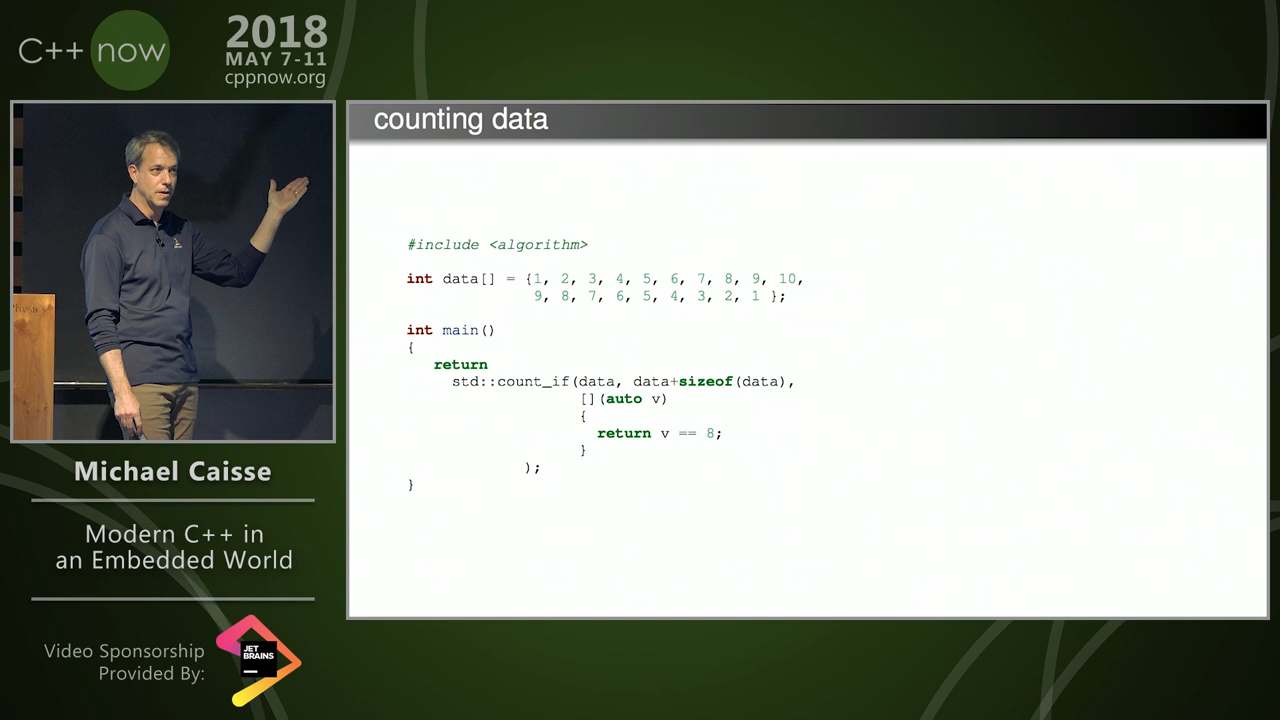 C++ now
2018
MAY 7-11
cppnow.org
Physics
Michael Caisse
Modern C++ in
an Embedded World
Video Sponsorship
Provided By:
JET
BRAINS
counting data
#include <algorithm>
int data[] = {1, 2, 3, 4, 5, 6, 7, 8, 9, 10,
9, 8, 7, 6, 5, 4, 3, 2, 1 };
int main()
{
return
std::count_if(data, data+sizeof(data),
[](auto v)
{
return v == 8;
}
);
}